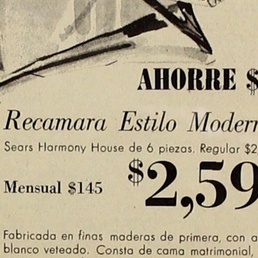 AHORRE $
Recamara Estilo Moder
Sears Harmony House de 6 piezas. Regular $2
Mensual $145
$2,59
Fabricada en finas maderas de primera, con a
blanco veteado. Consta de cama matrimonial,